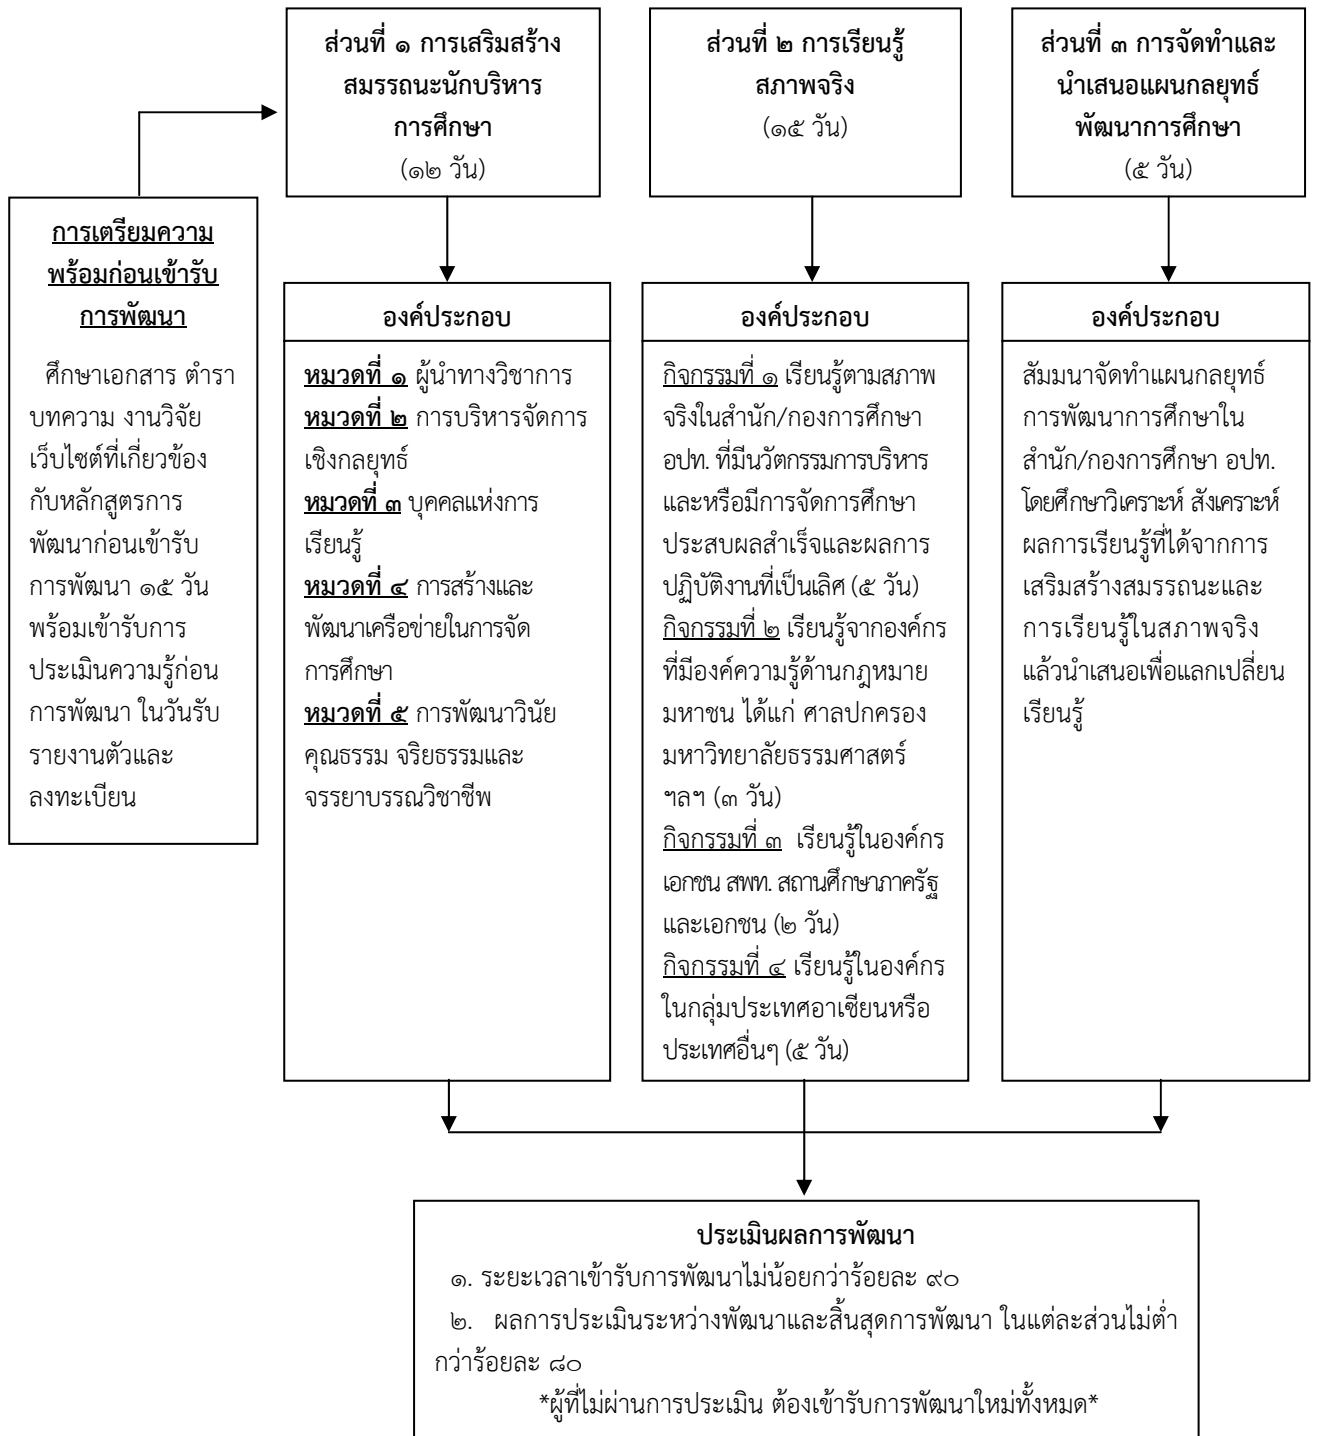 ส่วนที่ ๑ การเสริมสร้าง
สมรรถนะนักบริหาร
การศึกษา
(๑๒ วัน)
ส่วนที่ ๒ การเรียนรู้
สภาพจริง
(๑๕ วัน)
ส่วนที่ ๓ การจัดทำและ
นำเสนอแผนกลยุทธ์
พัฒนาการศึกษา
(๕ วัน)
การเตรียมความ
พร้อมก่อนเข้ารับ
การพัฒนา
ศึกษาเอกสาร ตำรา
บทความ งานวิจัย
เว็บไซต์ที่เกี่ยวข้อง
กับหลักสูตรการ
พัฒนาก่อนเข้ารับ
การพัฒนา ๑๕ วัน
พร้อมเข้ารับการ
ประเมินความรู้ก่อน
การพัฒนา ในวันรับ
รายงานตัวและ
ลงทะเบียน
องค์ประกอบ
หมวดที่ ๑ ผู้นำทางวิชาการ
หมวดที่ ๒ การบริหารจัดการ
เชิงกลยุทธ์
หมวดที่ ๓ บุคคลแห่งการ
เรียนรู้
หมวดที่ ๔ การสร้างและ
พัฒนาเครือข่ายในการจัด
การศึกษา
หมวดที่ ๕ การพัฒนาวินัย
คุณธรรม จริยธรรมและ
จรรยาบรรณวิชาชีพ
องค์ประกอบ
กิจกรรมที่ ๑ เรียนรู้ตามสภาพ
จริงในสำนัก/กองการศึกษา
อปท. ที่มีนวัตกรรมการบริหาร
และหรือมีการจัดการศึกษา
ประสบผลสำเร็จและผลการ
ปฏิบัติงานที่เป็นเลิศ (๕ วัน)
กิจกรรมที่ ๒ เรียนรู้จากองค์กร
ที่มีองค์ความรู้ด้านกฎหมาย
มหาชน ได้แก่ ศาลปกครอง
มหาวิทยาลัยธรรมศาสตร์
ฯลฯ (๓ วัน)
กิจกรรมที่ ๓ เรียนรู้ในองค์กร
เอกชน สพท. สถานศึกษาภาครัฐ
และเอกชน (๒ วัน)
กิจกรรมที่ ๔ เรียนรู้ในองค์กร
ในกลุ่มประเทศอาเซียนหรือ
ประเทศอื่นๆ (๕ วัน)
องค์ประกอบ
สัมมนาจัดทำแผนกลยุทธ์
การพัฒนาการศึกษาใน
สำนัก/กองการศึกษา อปท.
โดยศึกษาวิเคราะห์ สังเคราะห์
ผลการเรียนรู้ที่ได้จากการ
เสริมสร้างสมรรถนะและ
การเรียนรู้ในสภาพจริง
แล้วนำเสนอเพื่อแลกเปลี่ยน
เรียนรู้
ประเมินผลการพัฒนา
๑. ระยะเวลาเข้ารับการพัฒนาไม่น้อยกว่าร้อยละ ๙๐
๒. ผลการประเมินระหว่างพัฒนาและสิ้นสุดการพัฒนา ในแต่ละส่วนไม่ต่ำ
กว่าร้อยละ ๘๐
*ผู้ที่ไม่ผ่านการประเมิน ต้องเข้ารับการพัฒนาใหม่ทั้งหมด*